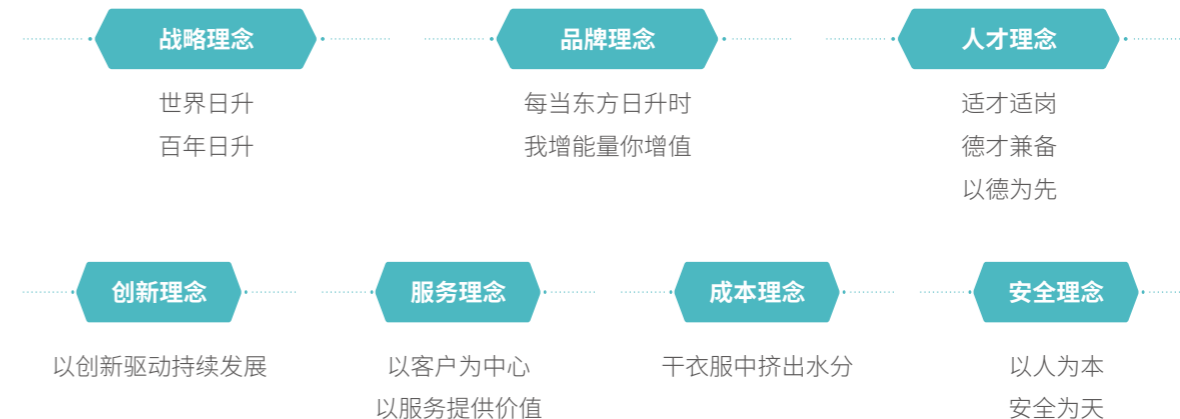 战略理念
世界日升
百年日升
品牌理念
每当东方日升时
我增能量你增值
人才理念
适才适岗
德才兼备
以德为先
创新理念
以创新驱动持续发展
服务理念
以客户为中心
以服务提供价值
成本理念
干衣服中挤出水分
安全理念
以人为本
安全为天